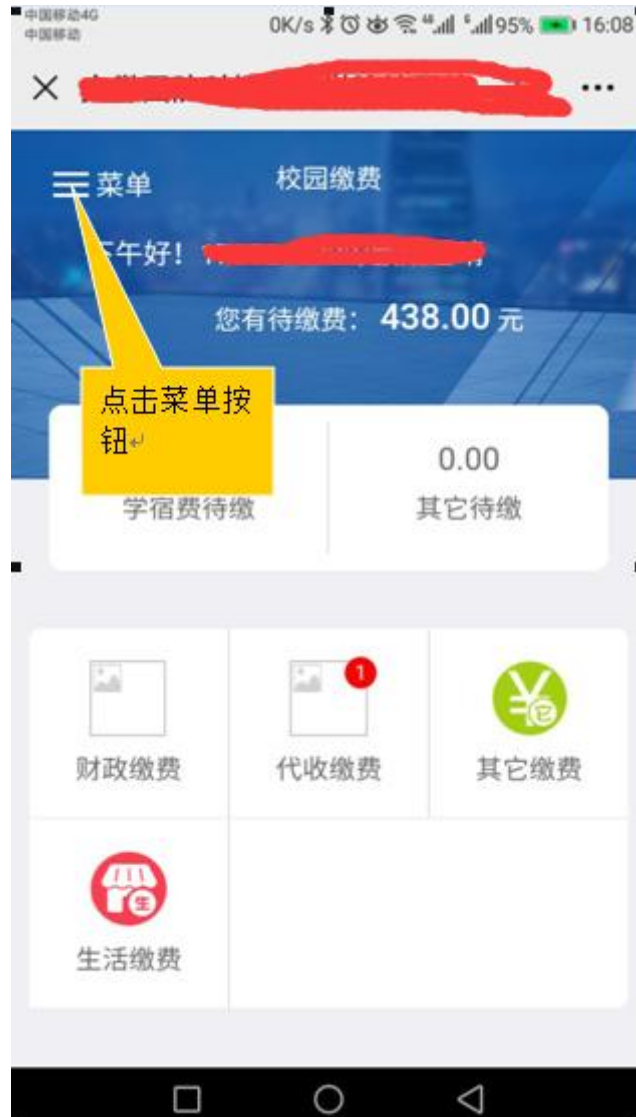 中国移动4G
中国移动
0K/s 95% 16:08
菜单
校园缴费
下午好！
您有待缴费： 438.00 元
点击菜单按
钮
0.00
学宿费待缴
其它待缴
1
财政缴费
代收缴费
其它缴费
它
生
生活缴费